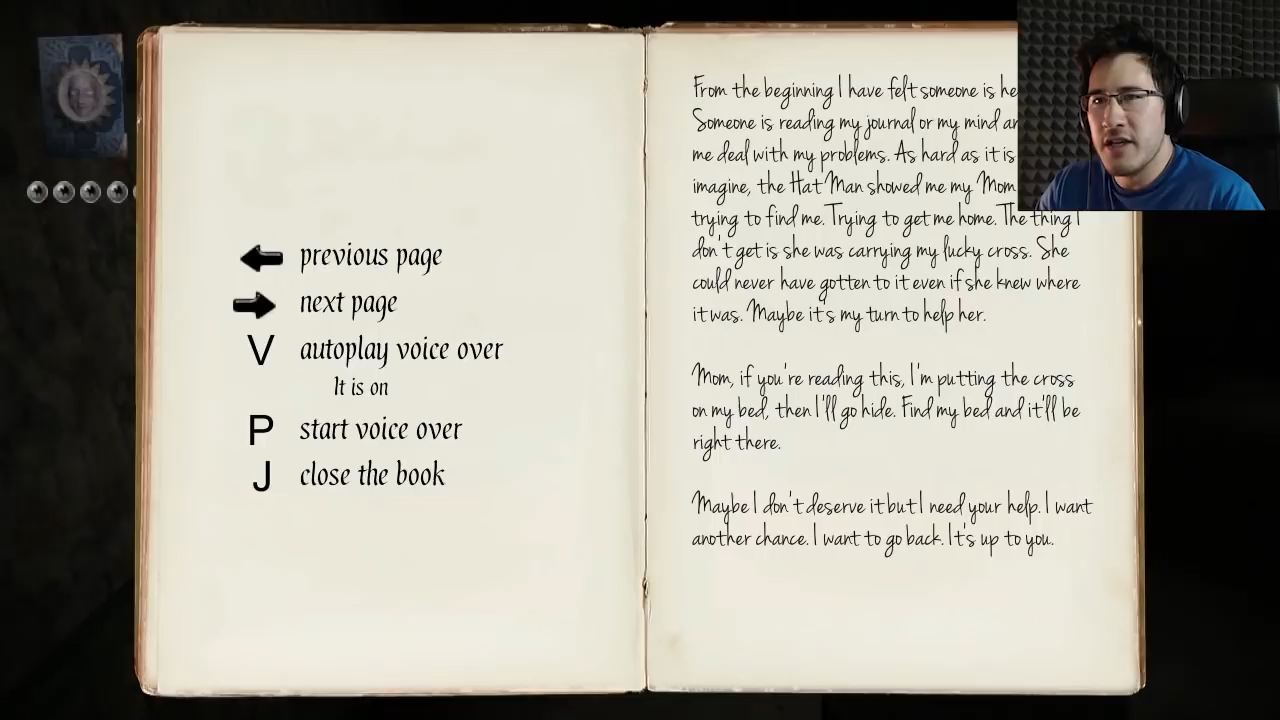 previous page
next page
V autoplay voice over
It is on
P start voice over
J close the book
From the beginning I have felt someone is
Someone is reading my journal or my mind
me deal with my problems. As hard as it is
imagine, the Hat Man showed me my Mom
trying to find me. Trying to get me home. The thing I
don't get is she was carrying my lucky cross. She
could never have gotten to it even if she knew where
it was. Maybe it's my turn to help her.
Mom, if you're reading this, I'm putting the cross
on my bed, then I'll go hide. Find my bed and it'll be
right there.
Maybe I don't deserve it but I need your help. I want
another chance. I want to go back. It's up to you.